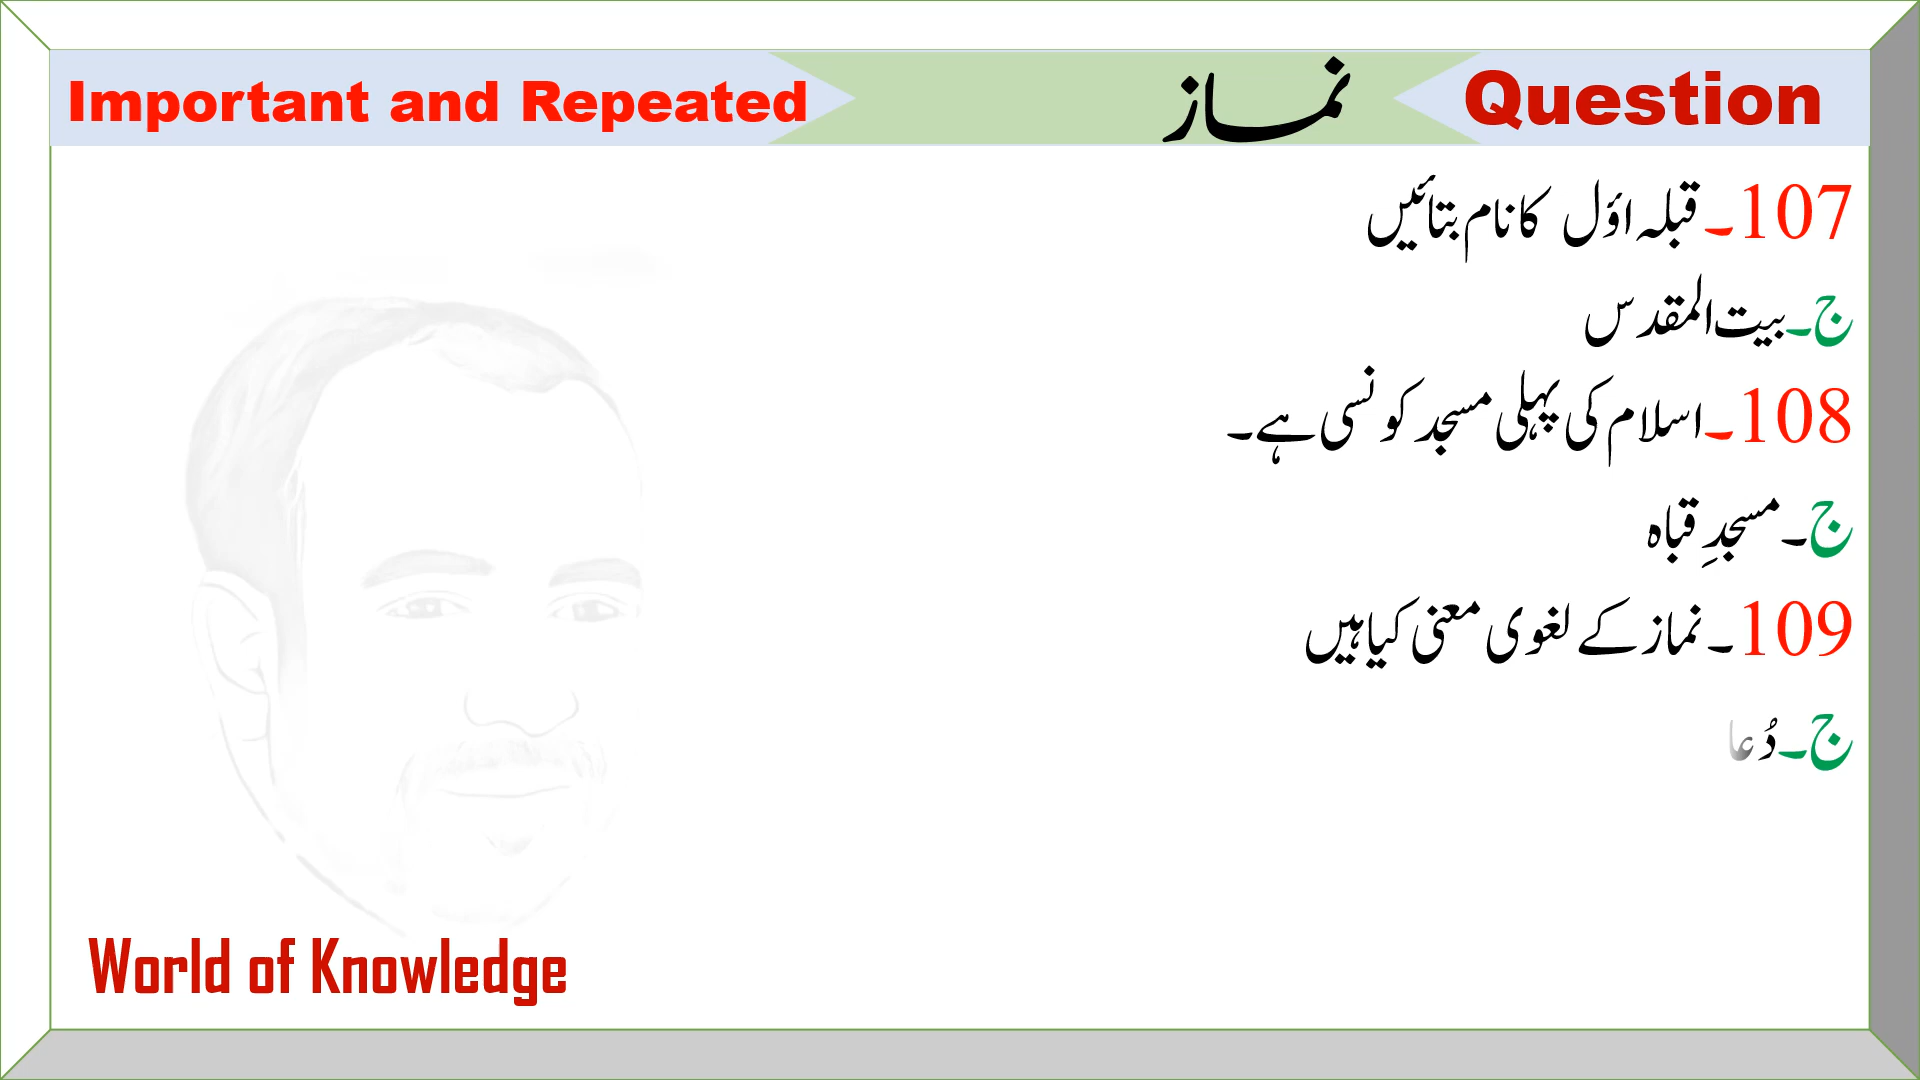 Important and Repeated نماز Question
107۔ قبلہ اؤل کا نام بتائیں
ج۔بیت المقدس
108۔اسلام کی پہلی مسجد کونسی ہے۔
ج۔مسجدِ قباہ
109۔نماز کے لغوی معنی کیا ہیں
ج۔دُعا
World of Knowledge